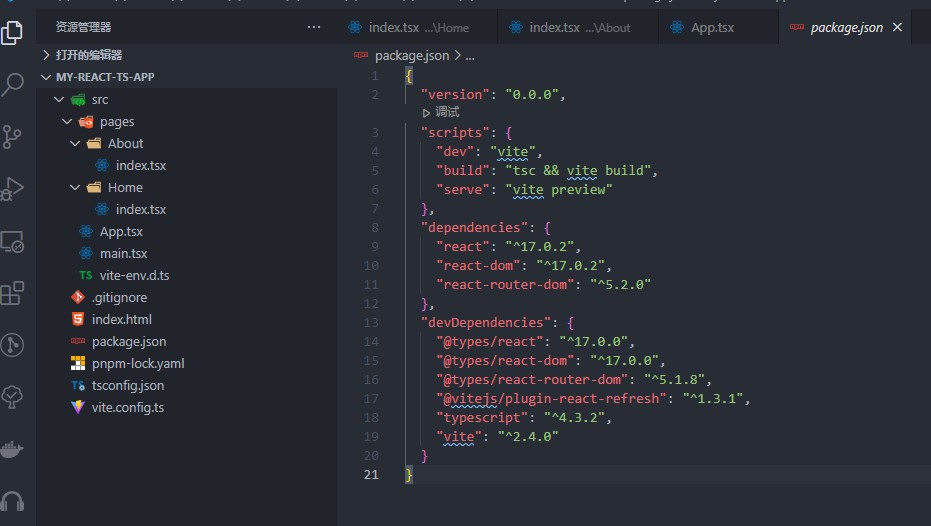 资源管理器
···
index.tsx ...\Home
index.tsx ...\About
App.tsx
package.json
打开的编辑器
MY-REACT-TS-APP
src
pages
About
index.tsx
Home
index.tsx
App.tsx
main.tsx
TS vite-env.d.ts
.gitignore
index.html
package.json
pnpm-lock.yaml
tsconfig.json
vite.config.ts
package.json > ...
1 {
2 "version": "0.0.0",
调试
3 "scripts": {
4 "dev": "vite",
5 "build": "tsc && vite build",
6 "serve": "vite preview"
7 },
8 "dependencies": {
9 "react": "^17.0.2",
10 "react-dom": "^17.0.2",
11 "react-router-dom": "^5.2.0"
12 },
13 "devDependencies": {
14 "@types/react": "^17.0.0",
15 "@types/react-dom": "^17.0.0",
16 "@types/react-router-dom": "^5.1.8",
17 "@vitejs/plugin-react-refresh": "^1.3.1",
18 "typescript": "^4.3.2",
19 "vite": "^2.4.0"
20 }
21 }